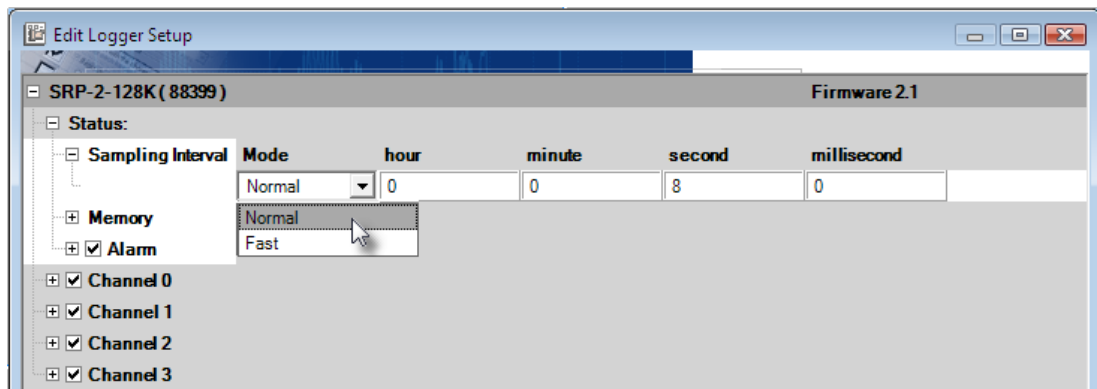 Edit Logger Setup
SRP-2-128K ( 88399 ) Firmware 2.1
Status:
Sampling Interval Mode hour minute second millisecond
Normal 0 0 8 0
Memory Normal
Alarm Fast
Channel 0
Channel 1
Channel 2
Channel 3